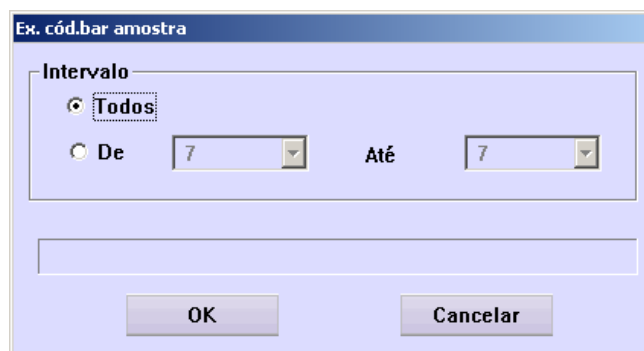 Ex. cód.bar amostra
Intervalo
Todos
De 7 Até 7
OK Cancelar